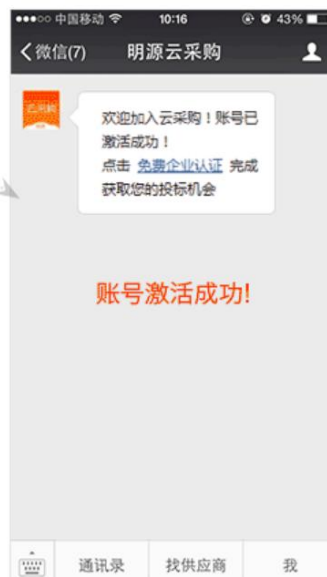 中国移动 10:16 43%
微信(7) 明源云采购
云采购
欢迎加入云采购！账号已
激活成功！
点击 免费企业认证 完成
获取您的投标机会
账号激活成功!
通讯录 找供应商 我